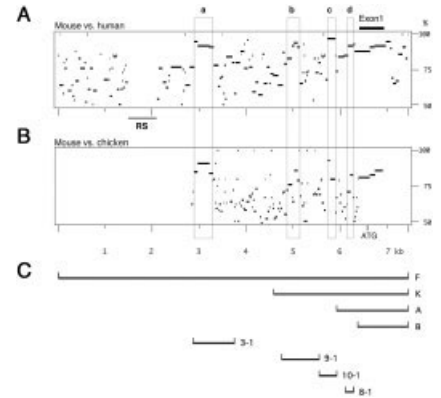 A
a b c d Exon1
Mouse vs. human
%
100
75
50
RS
B
Mouse vs. chicken
100
75
50
ATG
1 2 3 4 5 6 7 kb
C
F
K
A
B
3-1
9-1
10-1
8-1